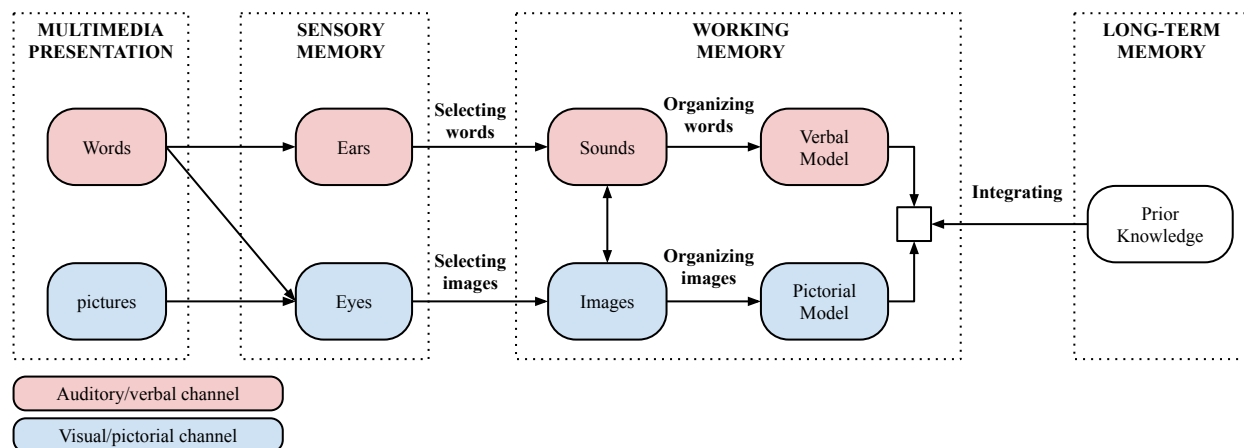 MULTIMEDIA
PRESENTATION
SENSORY
MEMORY
WORKING
MEMORY
LONG-TERM
MEMORY
Words
Ears
Selecting
words
Sounds
Organizing
words
Verbal
Model
Integrating
Prior
Knowledge
pictures
Eyes
Selecting
images
Images
Organizing
images
Pictorial
Model
Auditory/verbal channel
Visual/pictorial channel